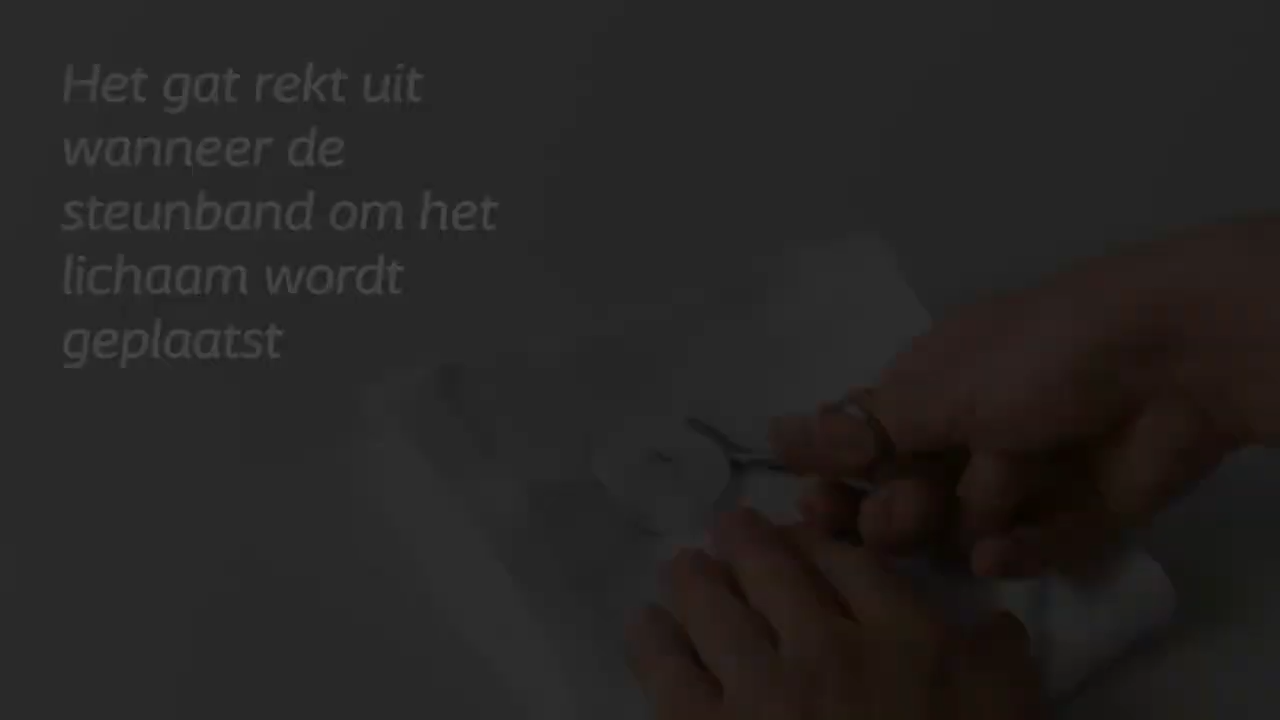 Het gat rekt uit
wanneer de
steunband om het
lichaam wordt
geplaatst